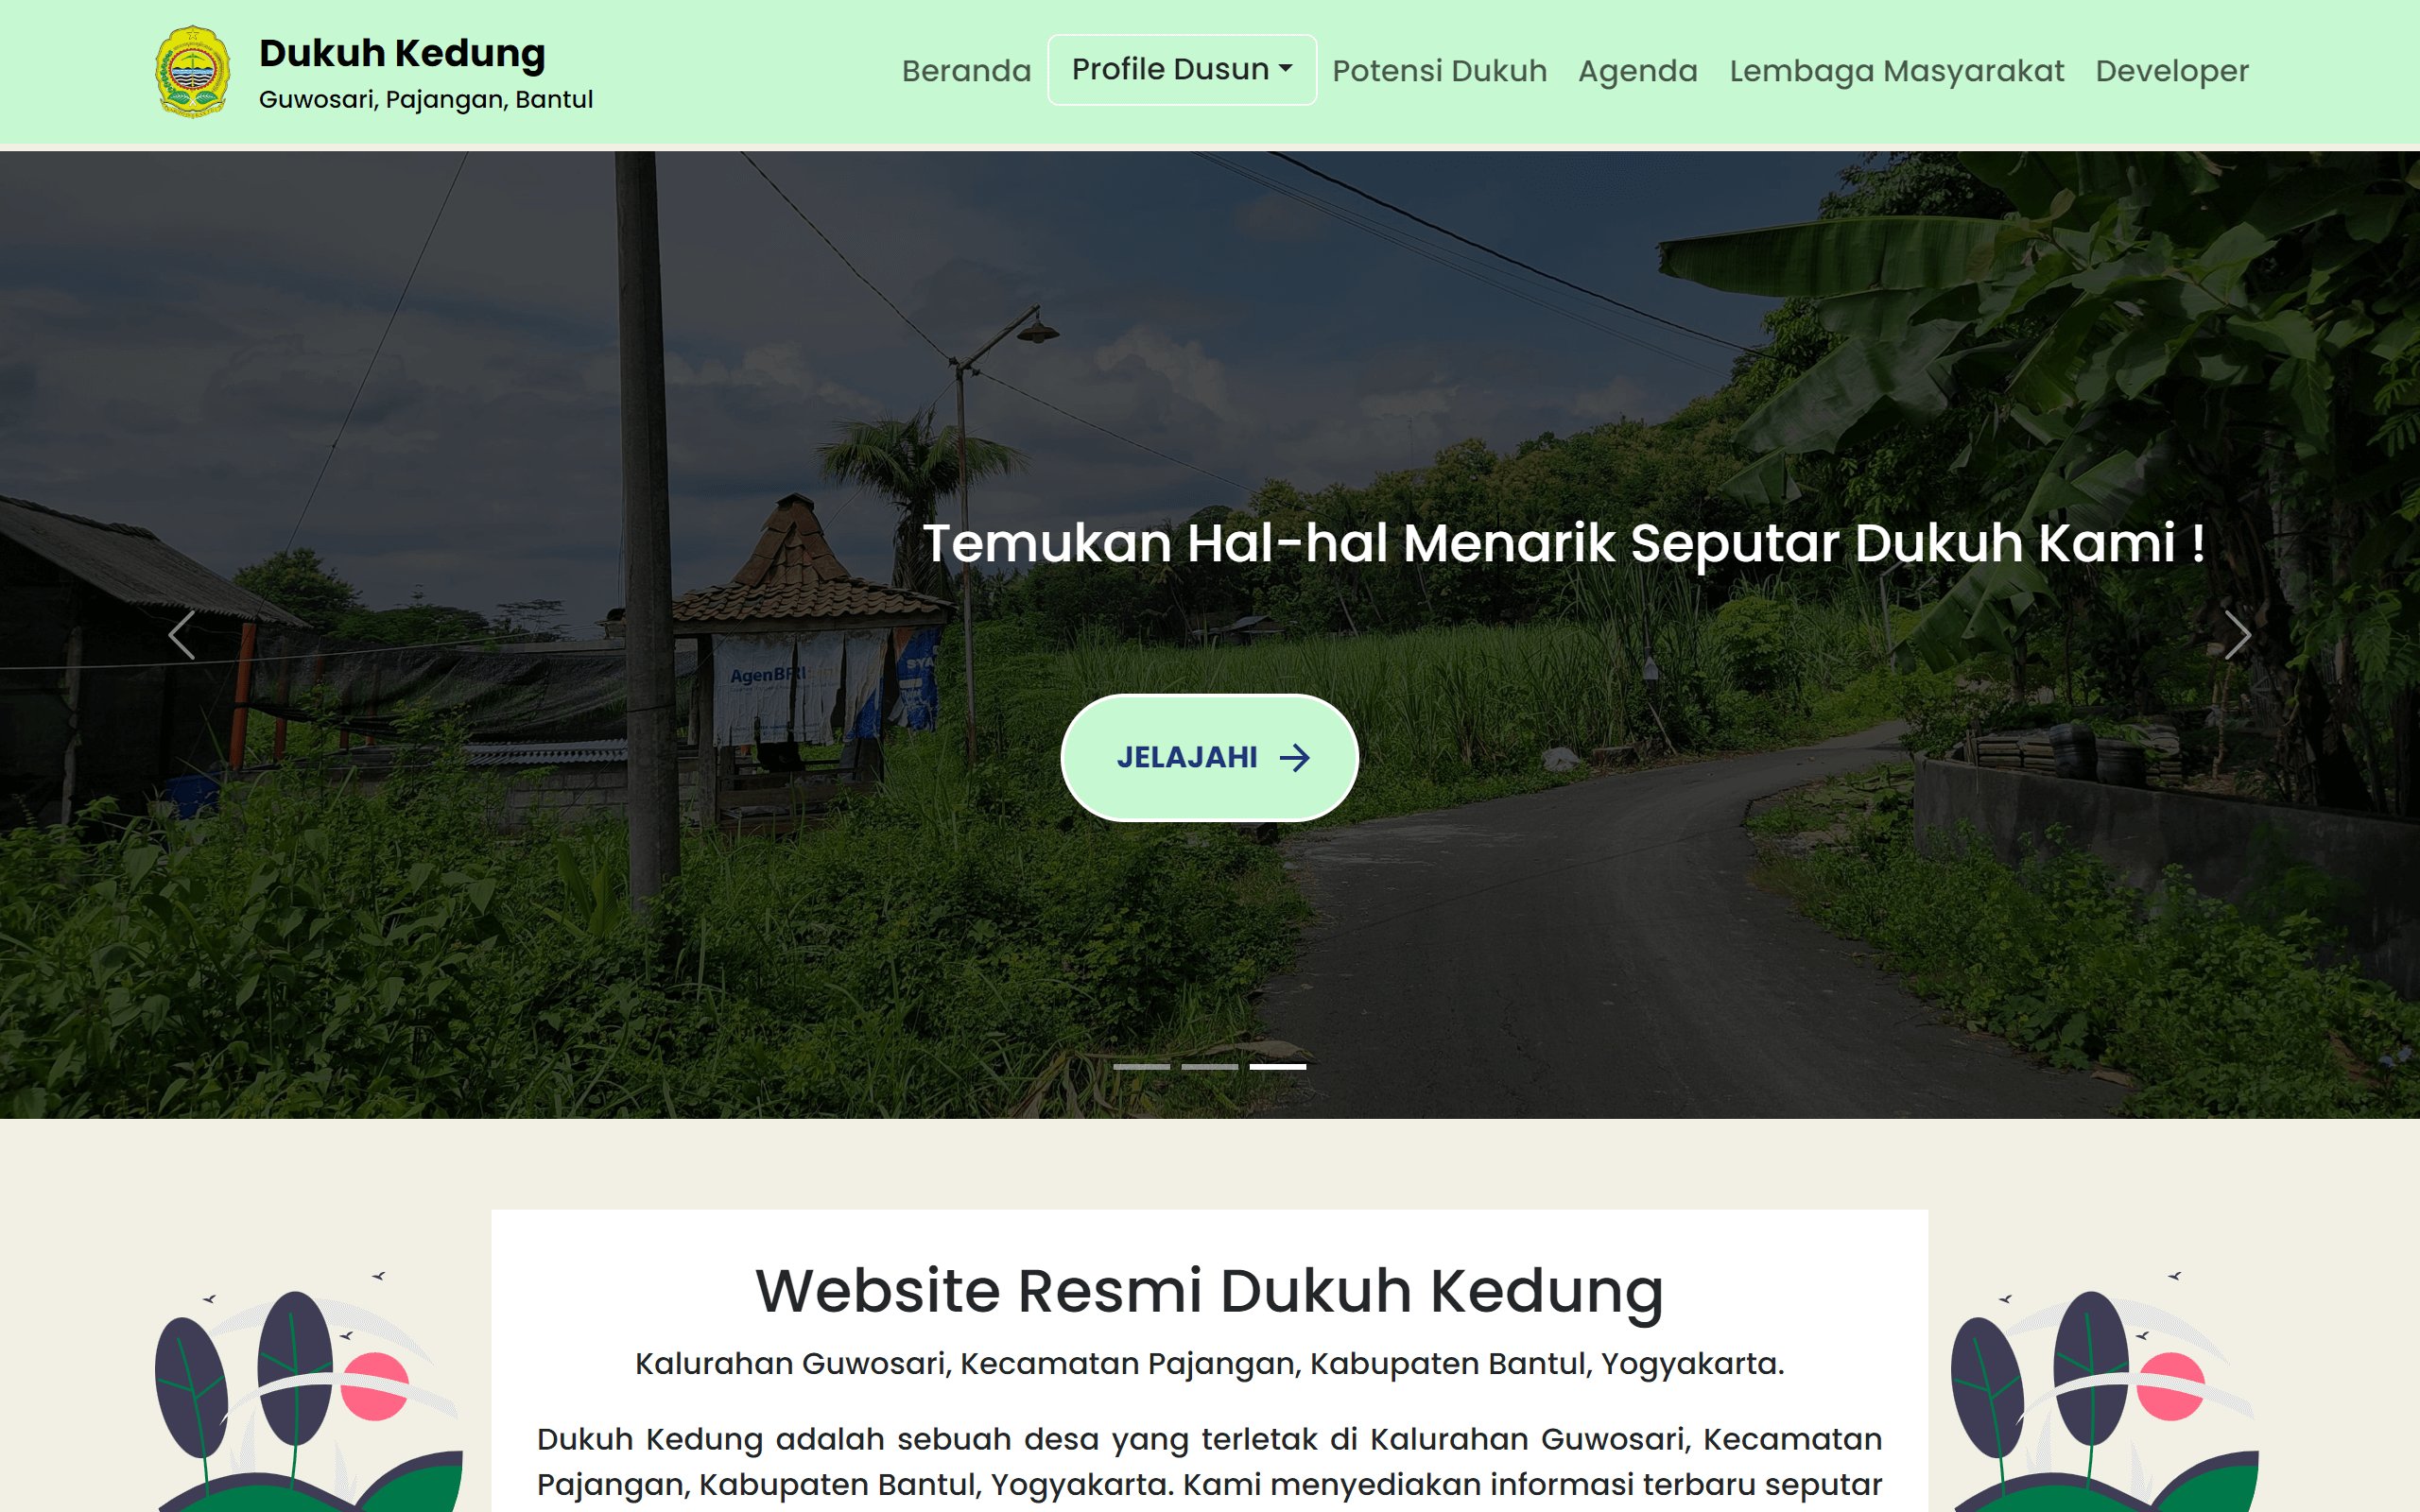 Dukuh Kedung
Guwosari, Pajangan, Bantul
Beranda
Profile Dusun
Potensi Dukuh
Agenda
Lembaga Masyarakat
Developer
Temukan Hal-hal Menarik Seputar Dukuh Kami !
AgenBRI
SYA
JELAJAHI
Website Resmi Dukuh Kedung
Kalurahan Guwosari, Kecamatan Pajangan, Kabupaten Bantul, Yogyakarta.
Dukuh Kedung adalah sebuah desa yang terletak di Kalurahan Guwosari, Kecamatan
Pajangan, Kabupaten Bantul, Yogyakarta. Kami menyediakan informasi terbaru seputar